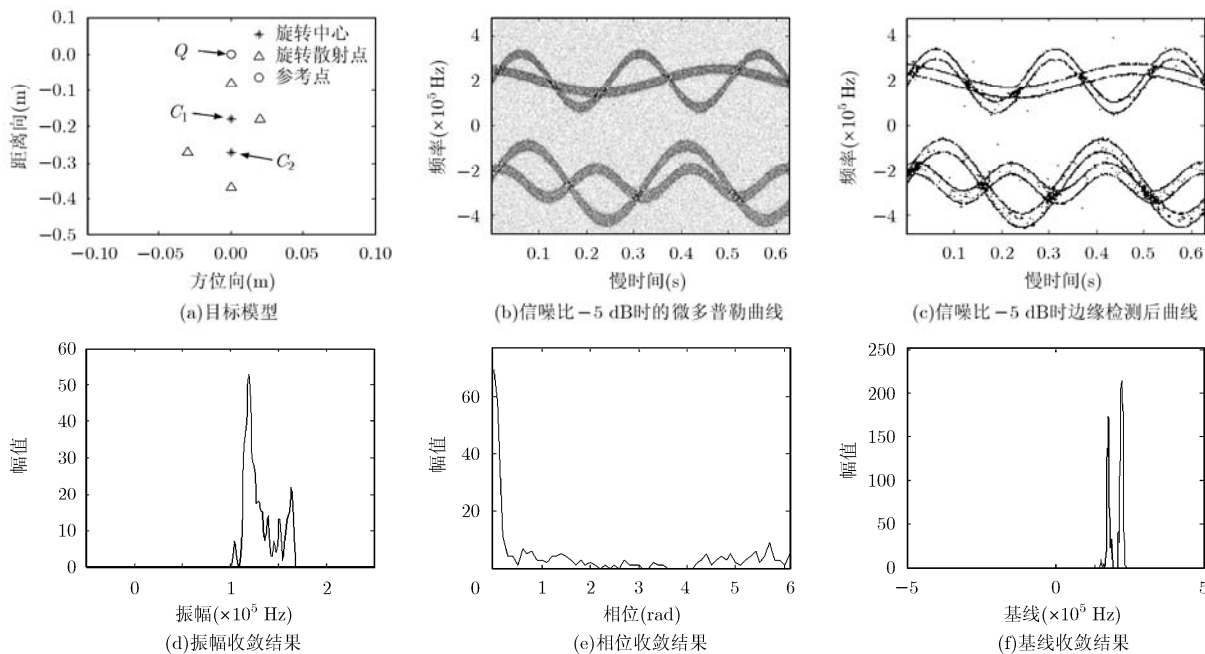 0.1
0.0
−0.1
−0.2
−0.3
−0.4
−0.5
距离向(m)
Q
C1
C2
旋转中心
旋转散射点
参考点
−0.10
−0.05
0.00
0.05
0.10
方位向(m)
(a)目标模型
4
2
0
−2
−4
频率(×10⁵ Hz)
0.1
0.2
0.3
0.4
0.5
0.6
慢时间(s)
(b)信噪比−5 dB时的微多普勒曲线
4
2
0
−2
−4
频率(×10⁵ Hz)
0.1
0.2
0.3
0.4
0.5
0.6
慢时间(s)
(c)信噪比−5 dB时边缘检测后曲线
60
50
40
30
20
10
0
幅值
0
1
2
振幅(×10⁵ Hz)
(d)振幅收敛结果
60
40
20
幅值
0
1
2
3
4
5
6
相位(rad)
(e)相位收敛结果
250
200
150
100
50
0
幅值
−5
0
5
基线(×10⁵ Hz)
(f)基线收敛结果